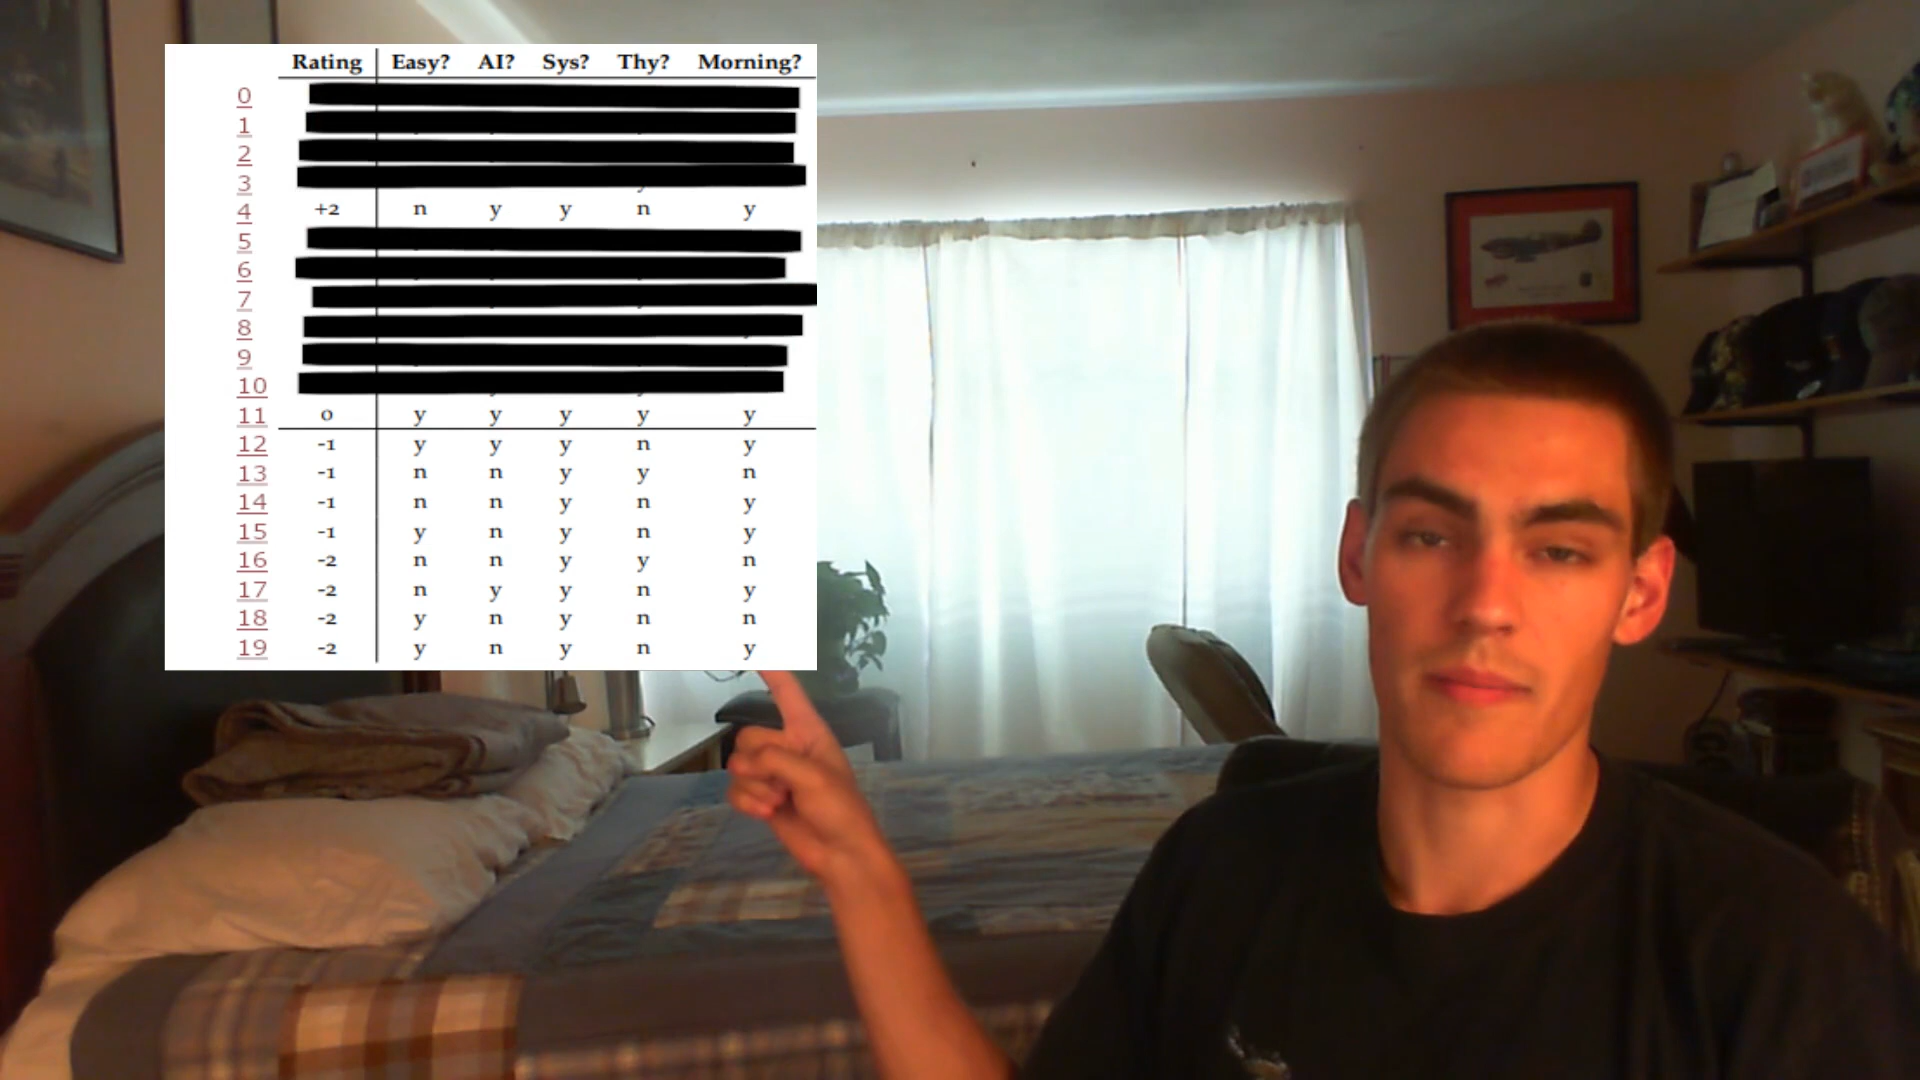 Rating Easy? AI? Sys? Thy? Morning?
0
1
2
3
4 +2 n y y n y
5
6
7
8
9
10
11 0 y y y y y
12 -1 y y y n y
13 -1 n n y y n
14 -1 n n y n y
15 -1 y n y n y
16 -2 n n y y n
17 -2 n y y n y
18 -2 y n y n n
19 -2 y n y n y